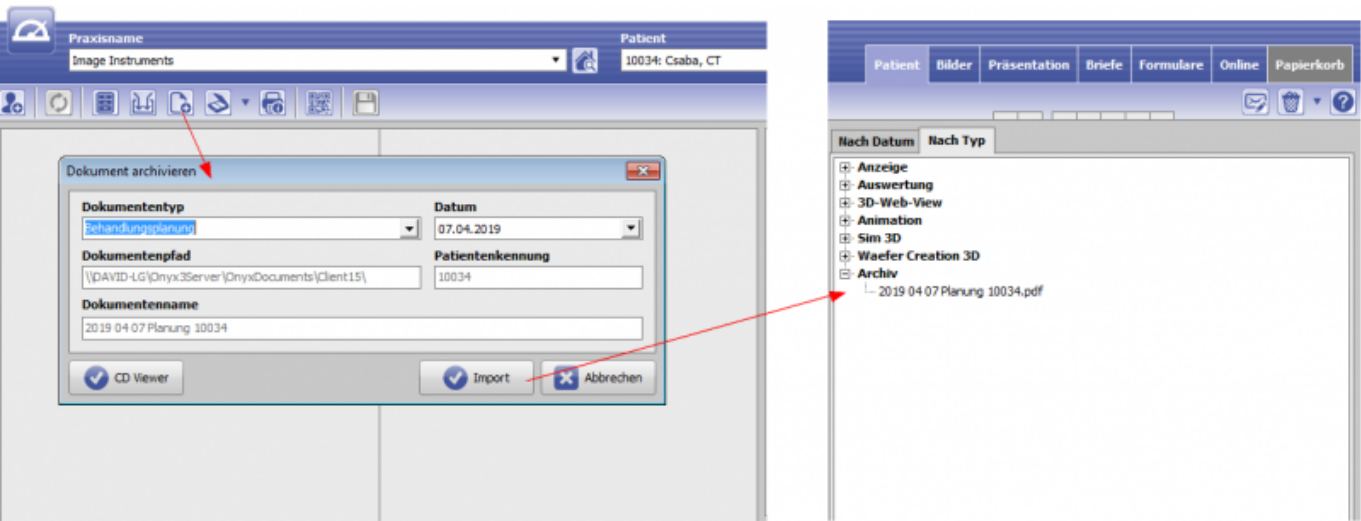 Praxisname
Patient
Image Instruments
10034: Csaba, CT
Dokument archivieren
Dokumententyp
Datum
Behandlungsplanung
07.04.2019
Dokumentenpfad
Patientenkennung
\\DAVID-LG\Onyx3Server\OnyxDocuments\Client15\
10034
Dokumentenname
2019 04 07 Planung 10034
CD Viewer
Import
Abbrechen
Patient
Bilder
Präsentation
Briefe
Formulare
Online
Papierkorb
Nach Datum
Nach Typ
Anzeige
Auswertung
3D-Web-View
Animation
Sim 3D
Waefer Creation 3D
Archiv
2019 04 07 Planung 10034.pdf